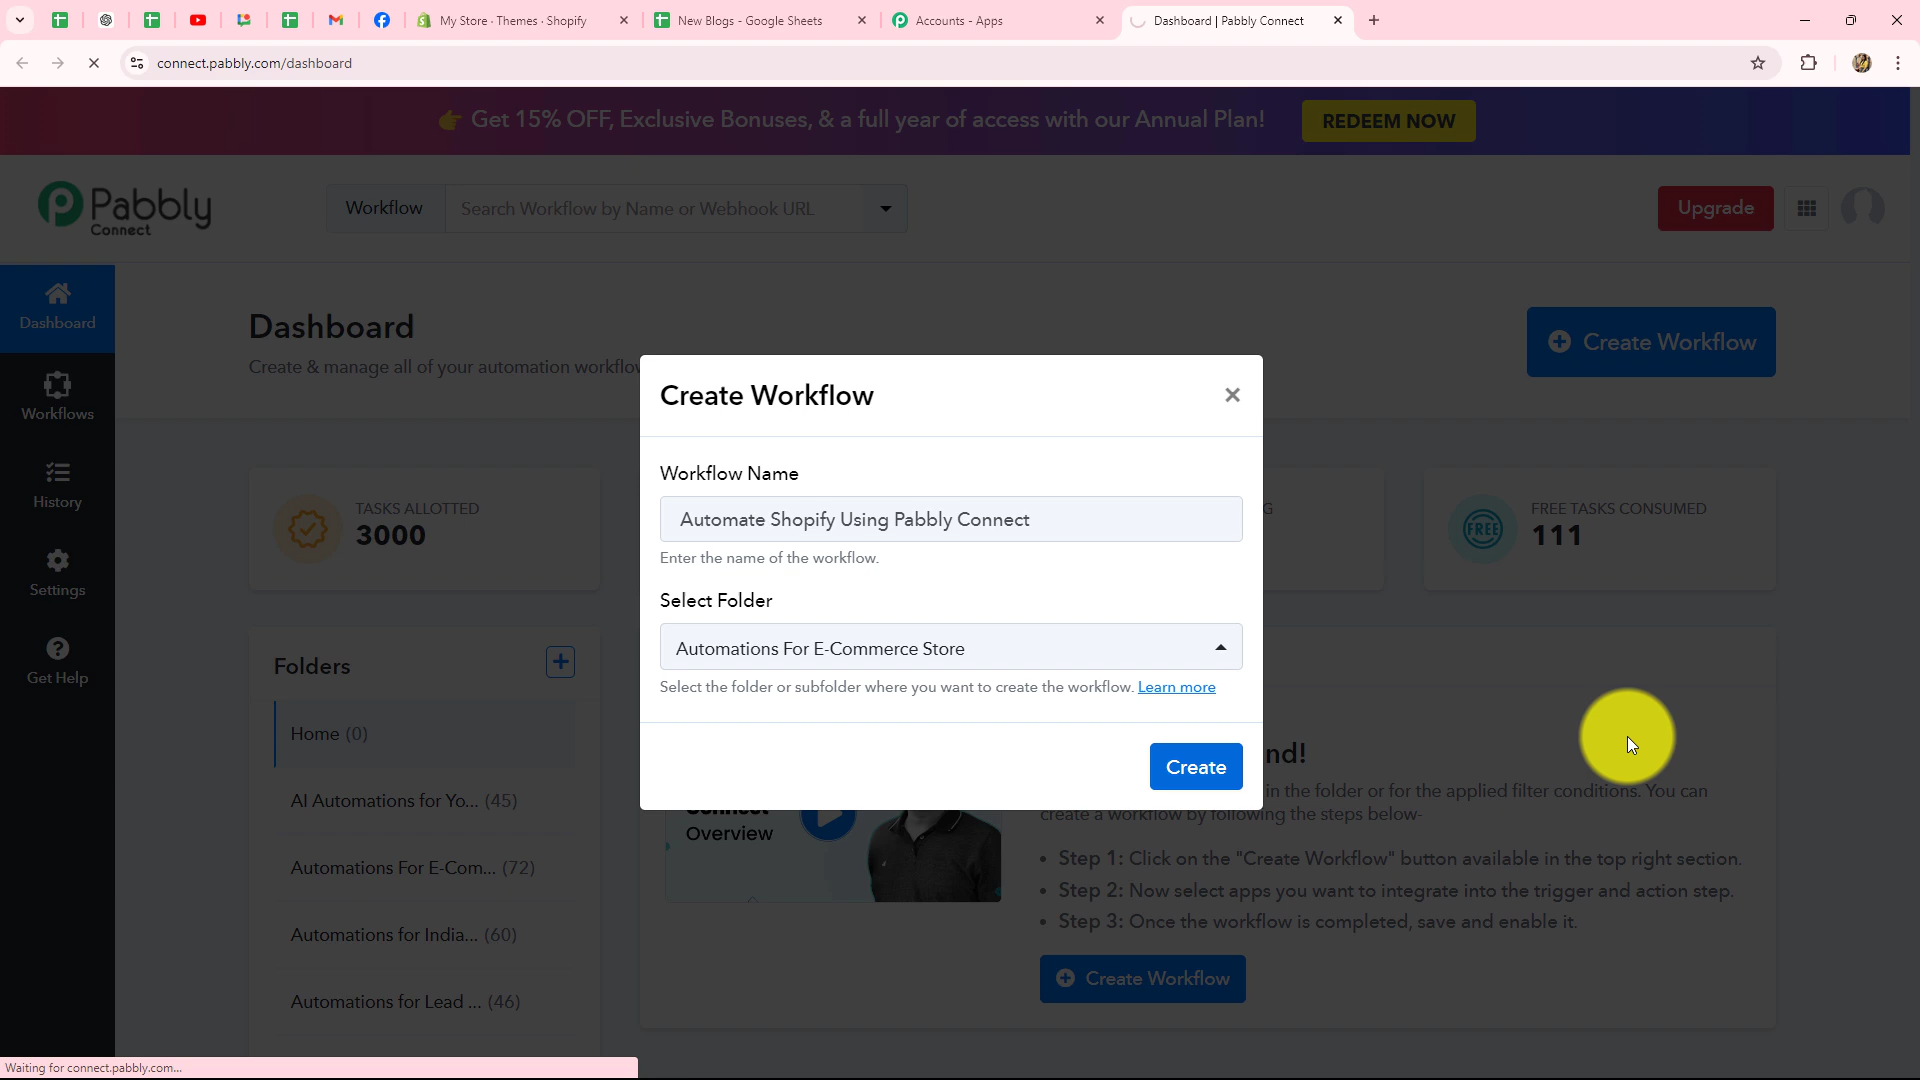 My Store · Themes · Shopify
New Blogs - Google Sheets
Accounts - Apps
Dashboard | Pabbly Connect
connect.pabbly.com/dashboard
👉 Get 15% OFF, Exclusive Bonuses, & a full year of access with our Annual Plan!
REDEEM NOW
Pabbly
Connect
Workflow
Search Workflow by Name or Webhook URL
Upgrade
Dashboard
Workflows
History
Settings
Get Help
Dashboard
Create & manage all of your automation
Create Workflow
TASKS ALLOTTED
3000
FREE TASKS CONSUMED
FREE
111
Folders
Home (0)
AI Automations for Yo... (45)
Automations For E-Com... (72)
Automations for India... (60)
Automations for Lead ... (46)
Create Workflow
Workflow Name
Automate Shopify Using Pabbly Connect
Enter the name of the workflow.
Select Folder
Automations For E-Commerce Store
Select the folder or subfolder where you want to create the workflow. Learn more
Create
Overview
in the folder or for the applied filter conditions. You can
create a workflow by following the steps below-
• Step 1: Click on the "Create Workflow" button available in the top right section.
• Step 2: Now select apps you want to integrate into the trigger and action step.
• Step 3: Once the workflow is completed, save and enable it.
Create Workflow
Waiting for connect.pabbly.com...